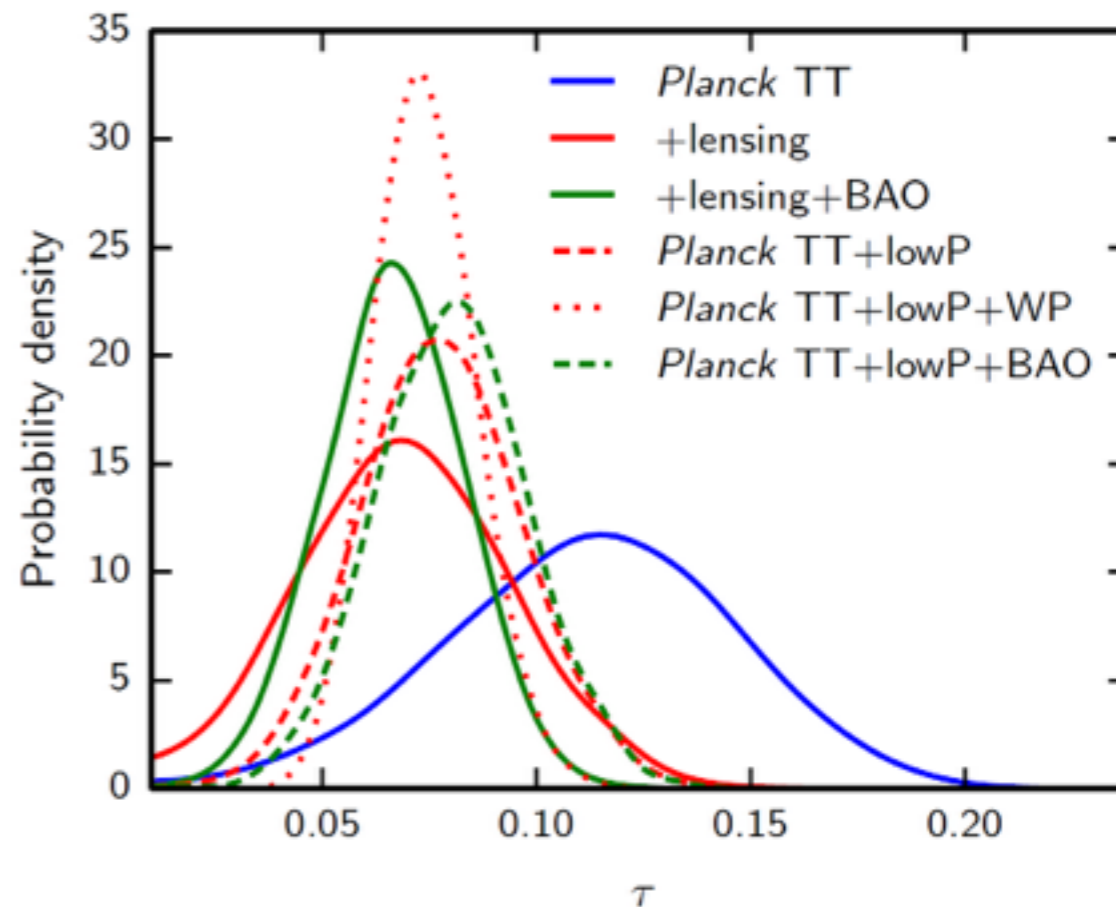 35
30
25
20
15
10
5
0
Probability density
Planck TT
+lensing
+lensing+BAO
Planck TT+lowP
Planck TT+lowP+WP
Planck TT+lowP+BAO
0.05 0.10 0.15 0.20
τ